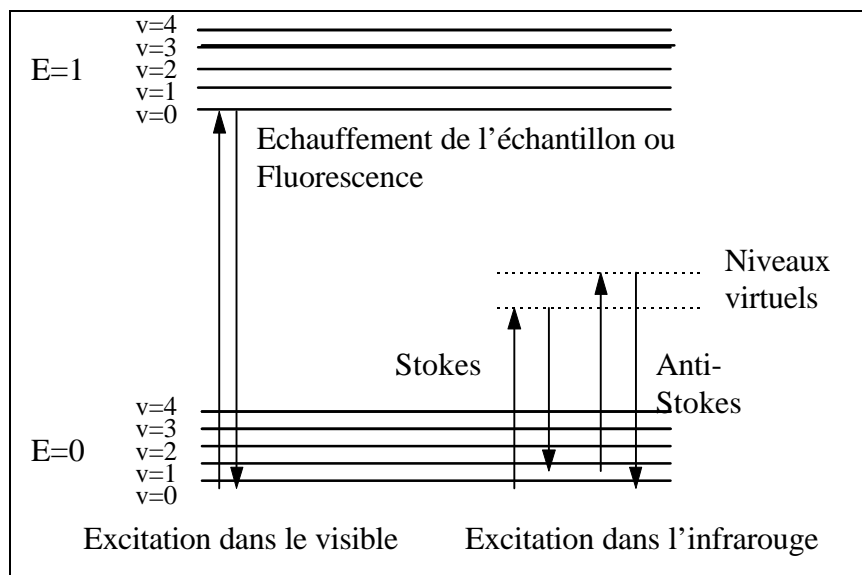 v=4
v=3
E=1
v=2
v=1
v=0
Echauffement de l'échantillon ou
Fluorescence
Niveaux
virtuels
Stokes
Anti-
Stokes
v=4
v=3
E=0
v=2
v=1
v=0
Excitation dans le visible
Excitation dans l'infrarouge